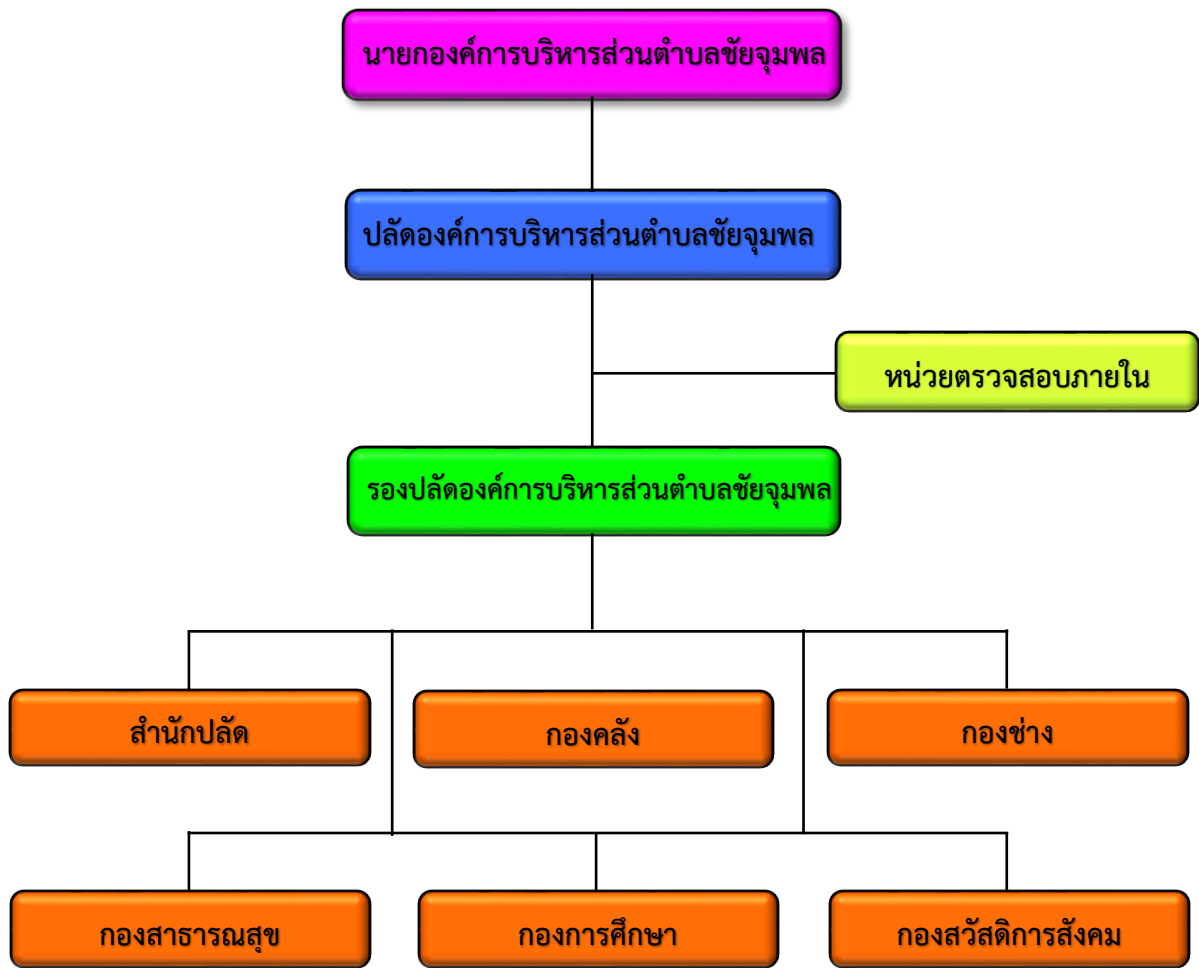 นายกองค์การบริหารส่วนตำบลชัยจุมพล
ปลัดองค์การบริหารส่วนตำบลชัยจุมพล
หน่วยตรวจสอบภายใน
รองปลัดองค์การบริหารส่วนตำบลชัยจุมพล
สำนักปลัด
กองคลัง
กองช่าง
กองสาธารณสุข
กองการศึกษา
กองสวัสดิการสังคม